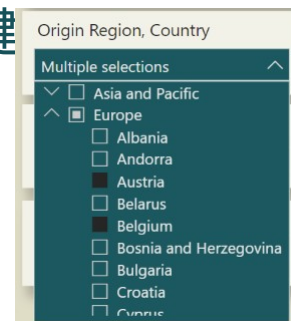 Origin Region, Country
Multiple selections
Asia and Pacific
Europe
Albania
Andorra
Austria
Belarus
Belgium
Bosnia and Herzegovina
Bulgaria
Croatia
Cyprus